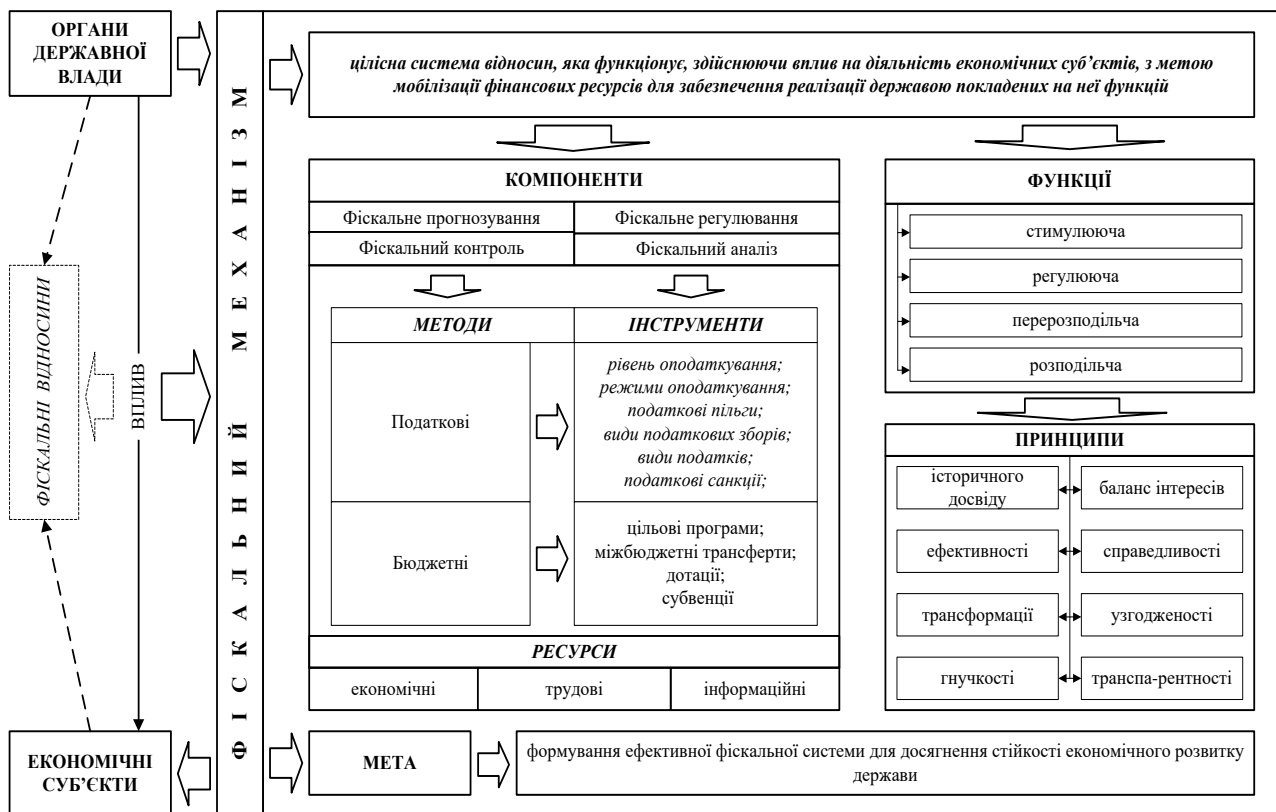 ОРГАНИ
ДЕРЖАВНОЇ
ВЛАДИ
ФІСКАЛЬНІ ВІДНОСИНИ
ВПЛИВ
ЕКОНОМІЧНІ
СУБ’ЄКТИ
ФІСКАЛЬНИЙ МЕХАНІЗМ
цілісна система відносин, яка функціонує, здійснюючи вплив на діяльність економічних суб’єктів, з метою
мобілізації фінансових ресурсів для забезпечення реалізації державою покладених на неї функцій
КОМПОНЕНТИ
Фіскальне прогнозування
Фіскальне регулювання
Фіскальний контроль
Фіскальний аналіз
МЕТОДИ
ІНСТРУМЕНТИ
Податкові
рівень оподаткування;
режими оподаткування;
податкові пільги;
види податкових зборів;
види податків;
податкові санкції;
Бюджетні
цільові програми;
міжбюджетні трансферти;
дотації;
субвенції
РЕСУРСИ
економічні
трудові
інформаційні
ФУНКЦІЇ
стимулююча
регулююча
перерозподільча
розподільча
ПРИНЦИПИ
історичного
досвіду
баланс інтересів
ефективності
справедливості
трансформації
узгодженості
гнучкості
транспа-рентності
МЕТА
формування ефективної фіскальної системи для досягнення стійкості економічного розвитку
держави